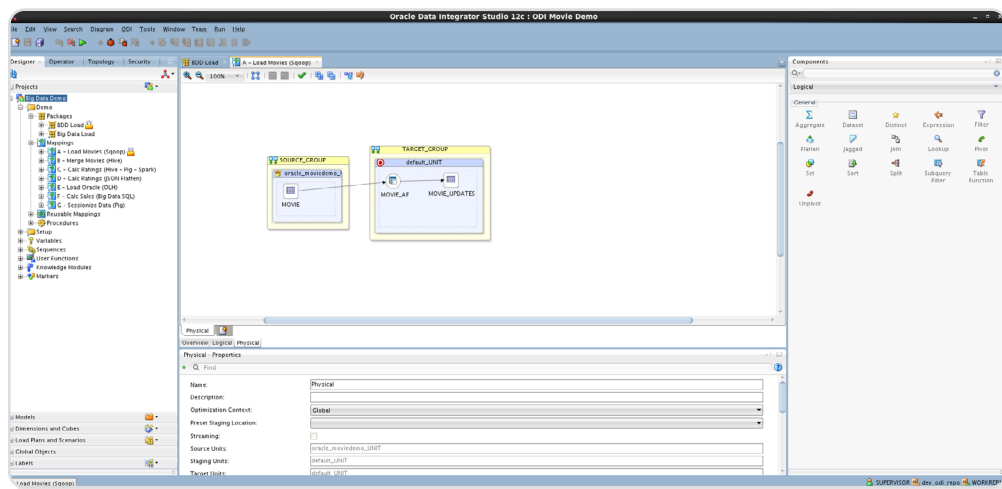 Oracle Data Integrator Studio 12c : ODI Movie Demo
Edit View Search Diagram ODI Tools Window Team Run Help
Designer Operator Topology Security
BDD Load A - Load Movies (Sqoop)
Components
100%
Projects
Logical
Big Data Demo
Demo
Packages
BDD Load
Big Data Load
Mappings
A - Load Movies (Sqoop)
B - Merge Movies (Hive)
C - Calc Ratings (Hive - Pig - Spark)
D - Calc Ratings (JSON Flatten)
E - Load Oracle (OLH)
F - Calc Sales (Big Data SQL)
G - Sessionize Data (Pig)
Reusable Mappings
Procedures
Setup
Variables
Sequences
User Functions
Knowledge Modules
Markers
SOURCE_GROUP
oracle_moviedemo_
MOVIE
TARGET_GROUP
default_UNIT
MOVIE_AP
MOVIE_UPDATES
General
Aggregate Dataset Distinct Expression Filter
Flatten Jagged Join Lookup Pivot
Set Sort Split Subquery Filter Table Function
Unpivot
Physical
Overview Logical Physical
Physical - Properties
Find
Name: Physical
Description:
Optimization Context: Global
Preset Staging Location:
Streaming:
Source Units: oracle_moviedemo_UNIT
Staging Units: default_UNIT
Target Units: default_UNIT
Models
Dimensions and Cubes
Load Plans and Scenarios
Global Objects
Labels
Load Movies (Sqoop)
SUPERVISOR dev_odi_repo WORKREP